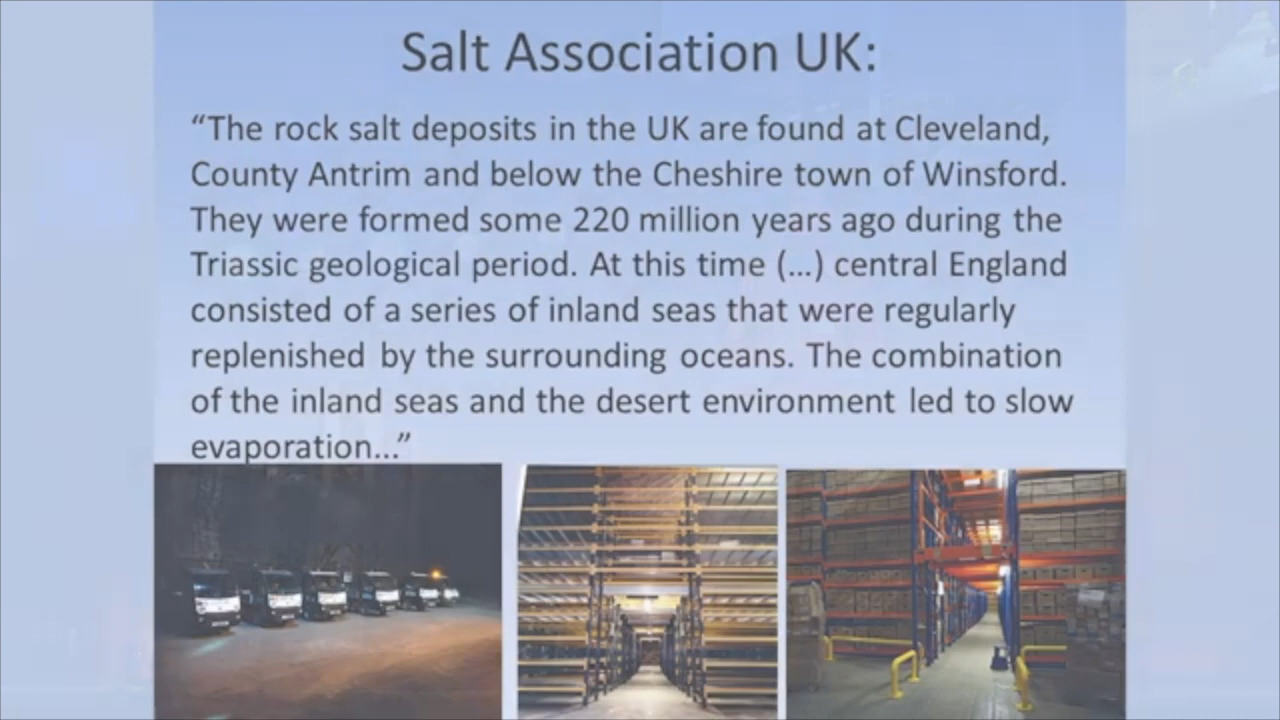 Salt Association UK:
“The rock salt deposits in the UK are found at Cleveland,
County Antrim and below the Cheshire town of Winsford.
They were formed some 220 million years ago during the
Triassic geological period. At this time (...) central England
consisted of a series of inland seas that were regularly
replenished by the surrounding oceans. The combination
of the inland seas and the desert environment led to slow
evaporation...”